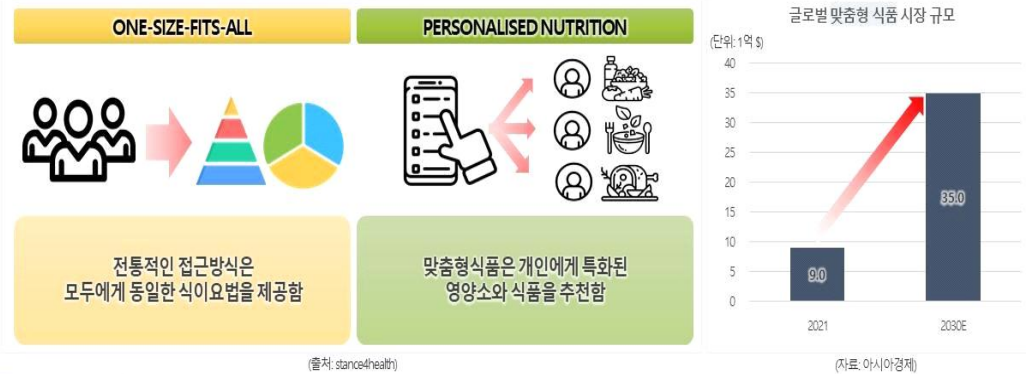 ONE-SIZE-FITS-ALL
전통적인 접근방식은
모두에게 동일한 식이요법을 제공함
PERSONALISED NUTRITION
맞춤형식품은 개인에게 특화된
영양소와 식품을 추천함
(출처: stance4health)
글로벌 맞춤형 식품 시장 규모
(단위: 1억 $)
40
35
30
25
20
15
10
5
0
9.0
35.0
2021
2030E
(자료: 아시아경제)